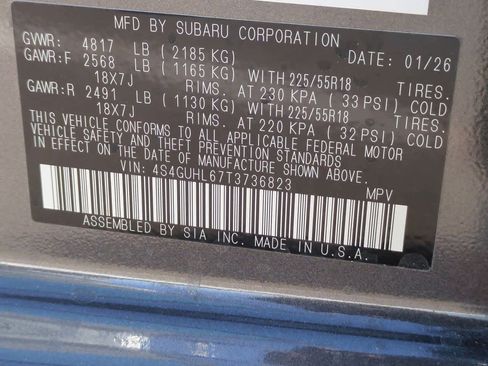 MFD BY SUBARU CORPORATION
GVWR: 4817 LB (2185 KG) DATE: 01/26
GAWR:F 2568 LB (1165 KG) WITH 225/55R18 TIRES.
18X7J RIMS. AT 230 KPA (33 PSI) COLD
GAWR:R 2491 LB (1130 KG) WITH 225/55R18 TIRES.
18X7J RIMS. AT 220 KPA (32 PSI) COLD
THIS VEHICLE CONFORMS TO ALL APPLICABLE FEDERAL MOTOR
VEHICLE SAFETY AND THEFT PREVENTION STANDARDS
IN EFFECT ON THE DATE OF MANUFACTURE SHOWN ABOVE.
VIN: 4S4GUHL67T3736823 MPV
ASSEMBLED BY SIA INC. MADE IN U.S.A.